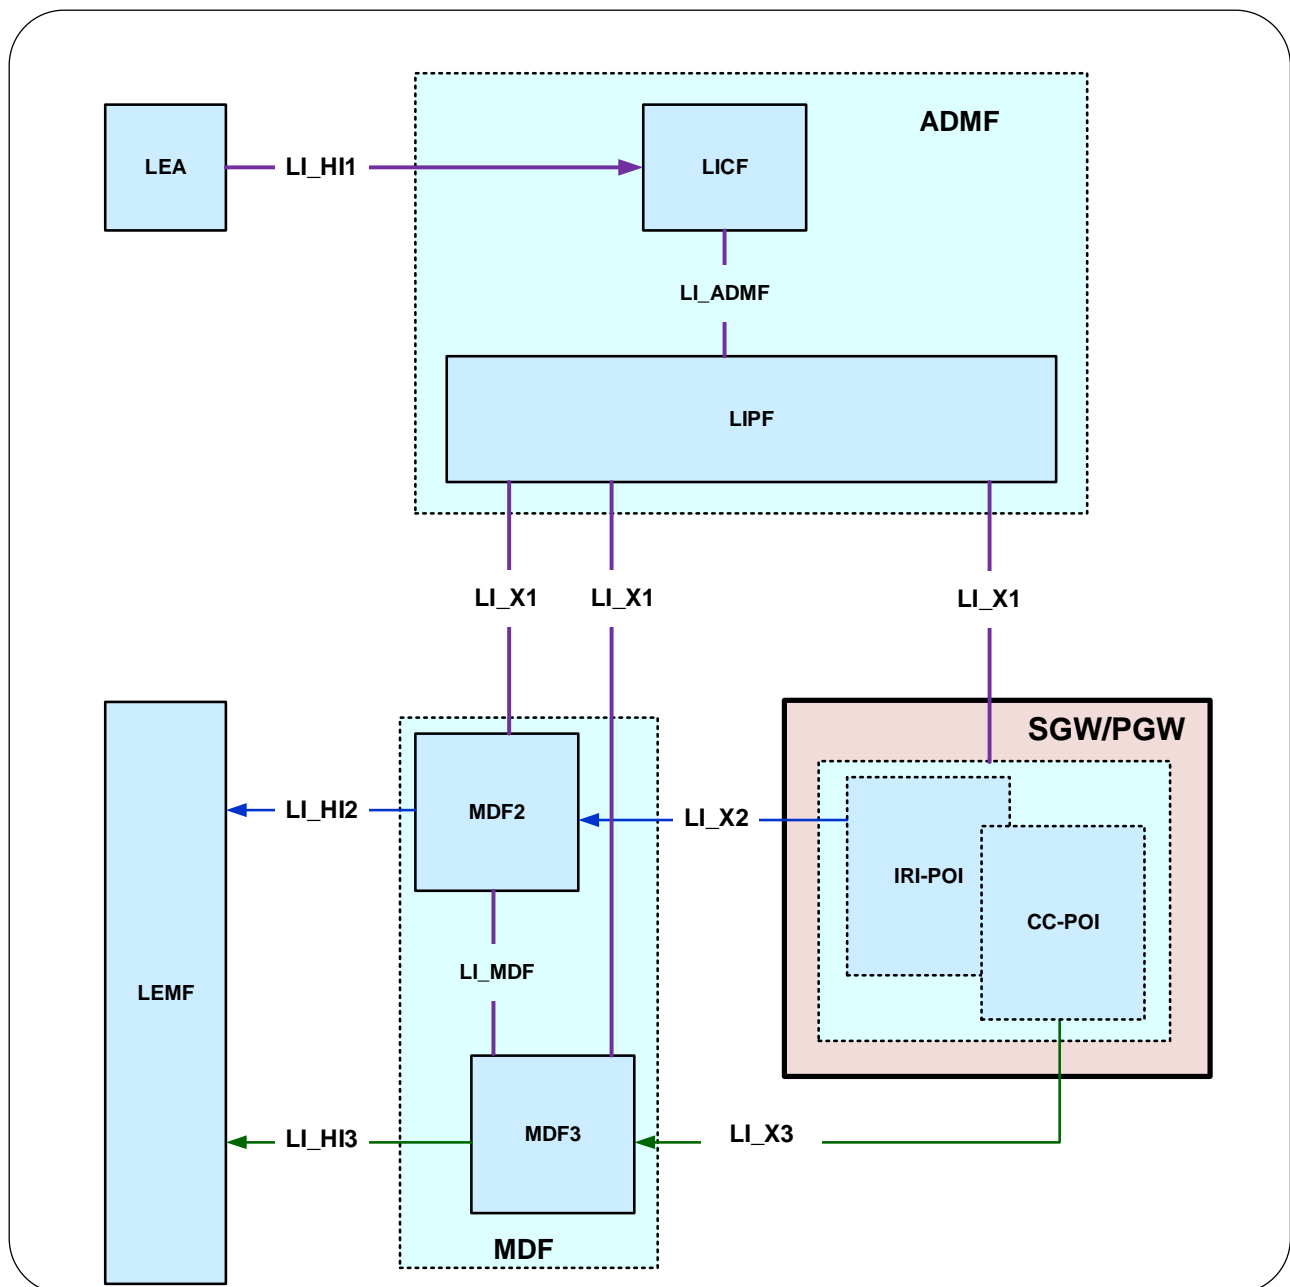 ADMF
LEA
LI_HI1
LICF
LI_ADMF
LIPF
LI_X1
LI_X1
LI_X1
SGW/PGW
LI_HI2
MDF2
LI_X2
IRI-POI
CC-POI
LI_MDF
LEMF
LI_HI3
MDF3
LI_X3
MDF